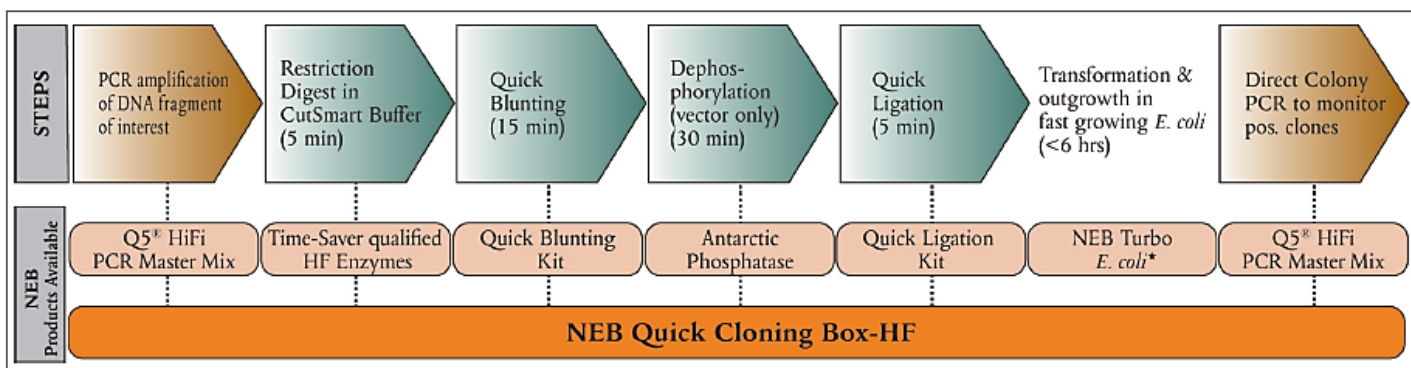 STEPS
PCR amplification
of DNA fragment
of interest
Restriction
Digest in
CutSmart Buffer
(5 min)
Quick
Blunting
(15 min)
Dephos-
phorylation
(vector only)
(30 min)
Quick
Ligation
(5 min)
Transformation &
outgrowth in
fast growing E. coli
(<6 hrs)
Direct Colony
PCR to monitor
pos. clones
NEB
Products Available
Q5® HiFi
PCR Master Mix
Time-Saver qualified
HF Enzymes
Quick Blunting
Kit
Antarctic
Phosphatase
Quick Ligation
Kit
NEB Turbo
E. coli★
Q5® HiFi
PCR Master Mix
NEB Quick Cloning Box-HF